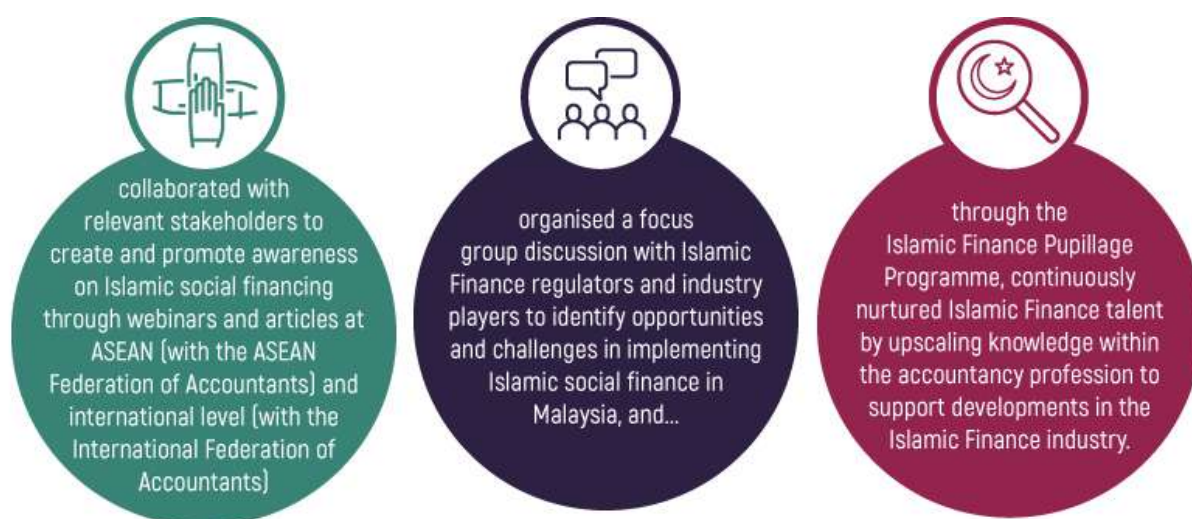 collaborated with
relevant stakeholders to
create and promote awareness
on Islamic social financing
through webinars and articles at
ASEAN (with the ASEAN
Federation of Accountants) and
international level (with the
International Federation of
Accountants)
organised a focus
group discussion with Islamic
Finance regulators and industry
players to identify opportunities
and challenges in implementing
Islamic social finance in
Malaysia, and...
through the
Islamic Finance Pupillage
Programme, continuously
nurtured Islamic Finance talent
by upscaling knowledge within
the accountancy profession to
support developments in the
Islamic Finance industry.